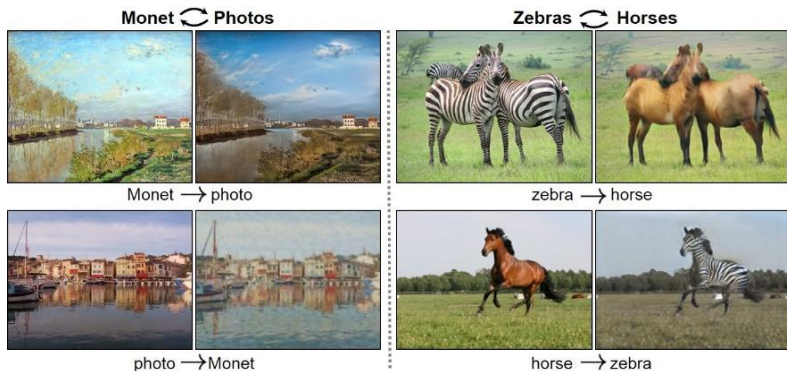 Monet ⇄ Photos
Monet → photo
photo → Monet
Zebras ⇄ Horses
zebra → horse
horse → zebra